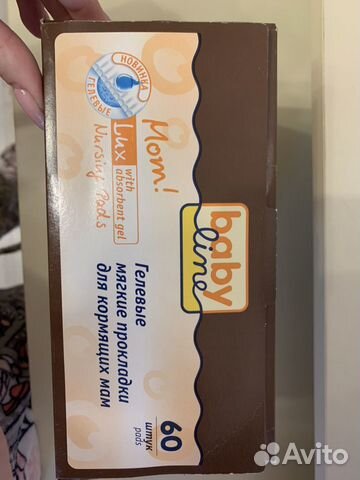 НОВИНКА
ГЕЛЕВЫЕ
Mom!
Lux
with
absorbent gel
Nursing Pads
baby
line
Гелевые
мягкие прокладки
для кормящих мам
60
штук
pads
Avito